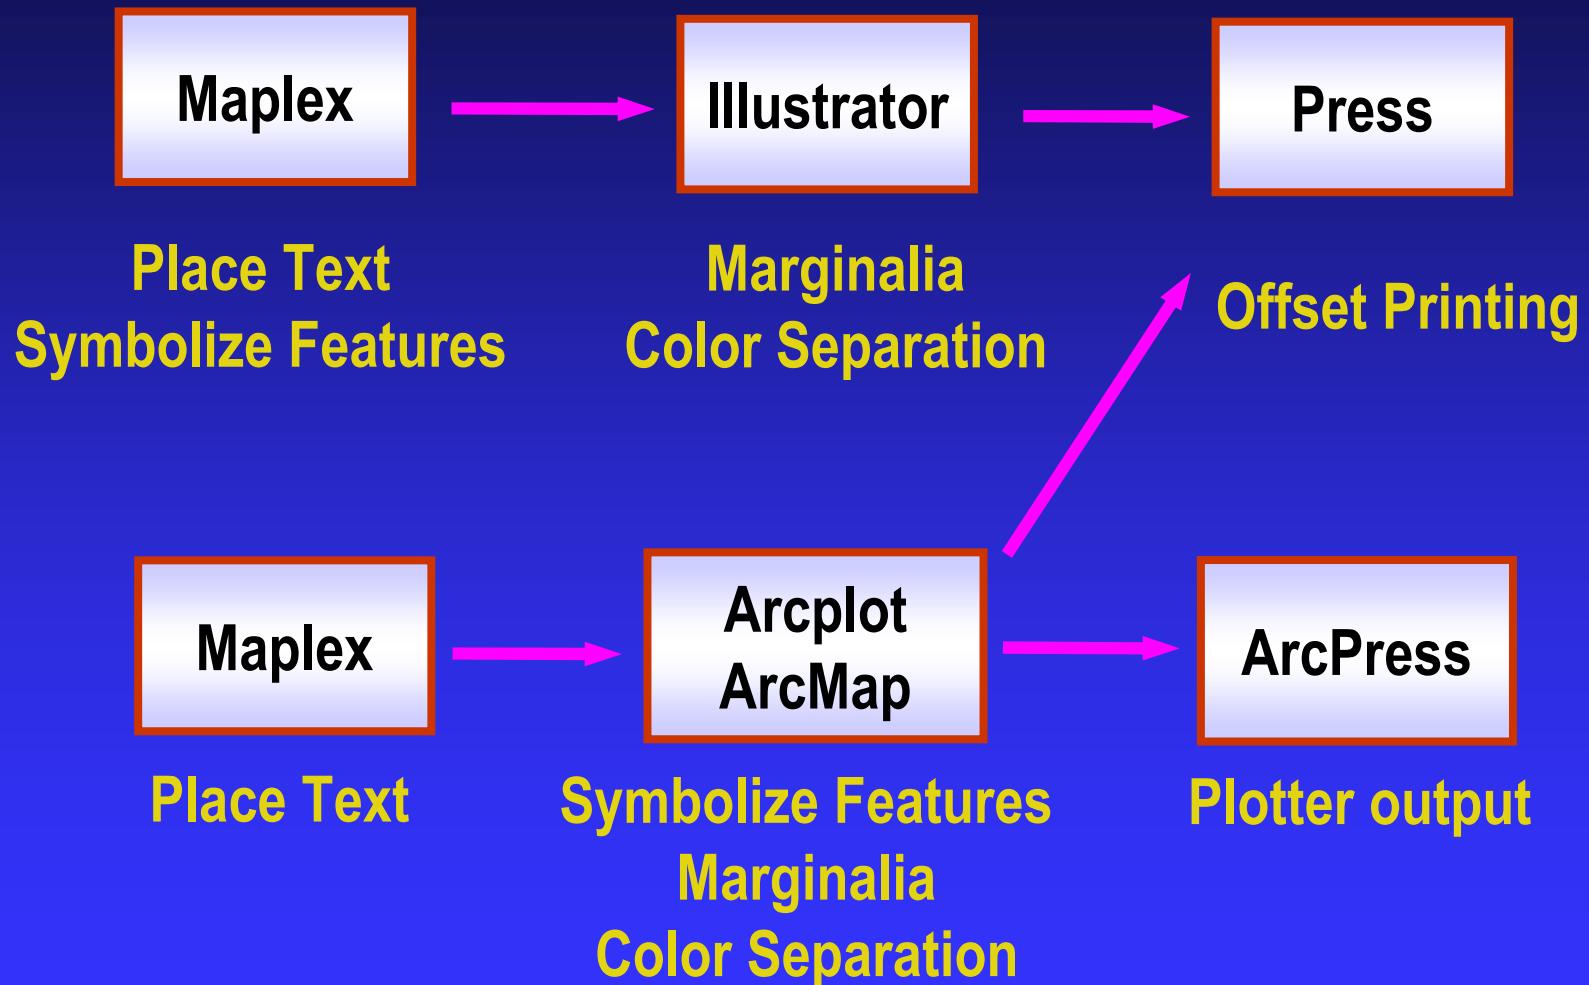 Maplex
Illustrator
Press
Place Text
Symbolize Features
Marginalia
Color Separation
Offset Printing
Maplex
Arcplot
ArcMap
ArcPress
Place Text
Symbolize Features
Marginalia
Color Separation
Plotter output